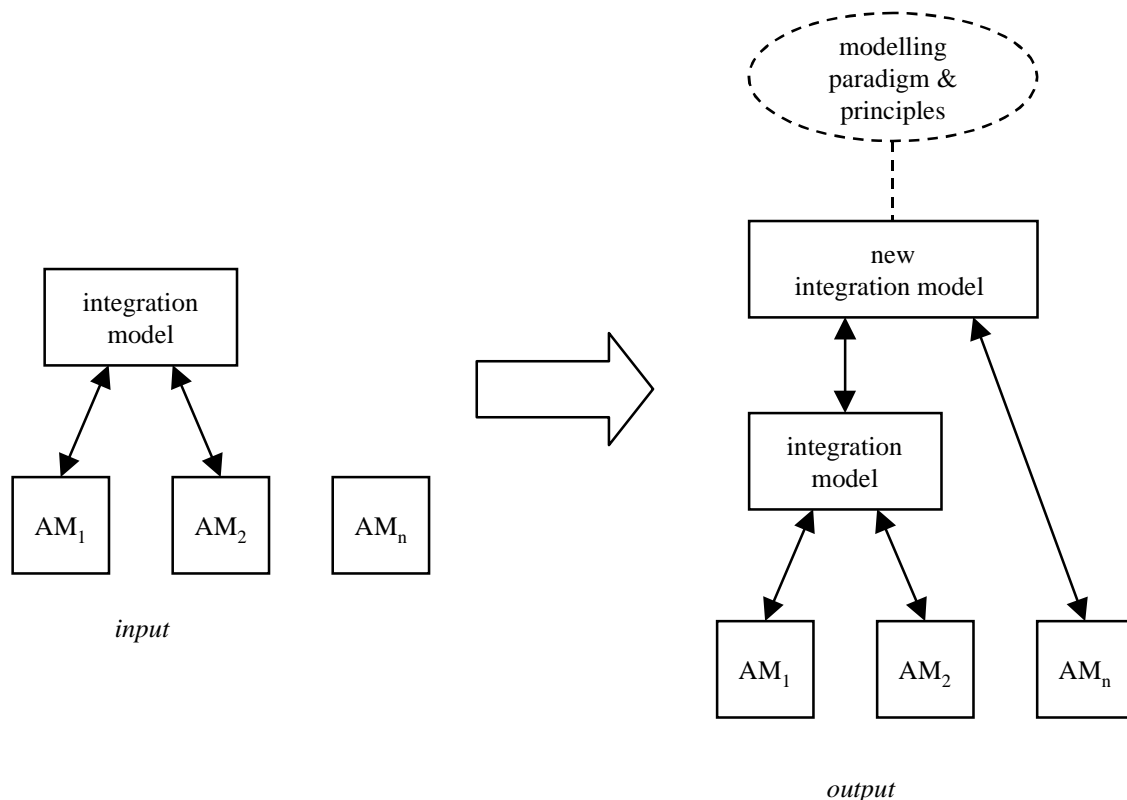 integration
model
AM₁
AM₂
AMₙ
input
modelling
paradigm &
principles
new
integration model
integration
model
AM₁
AM₂
AMₙ
output